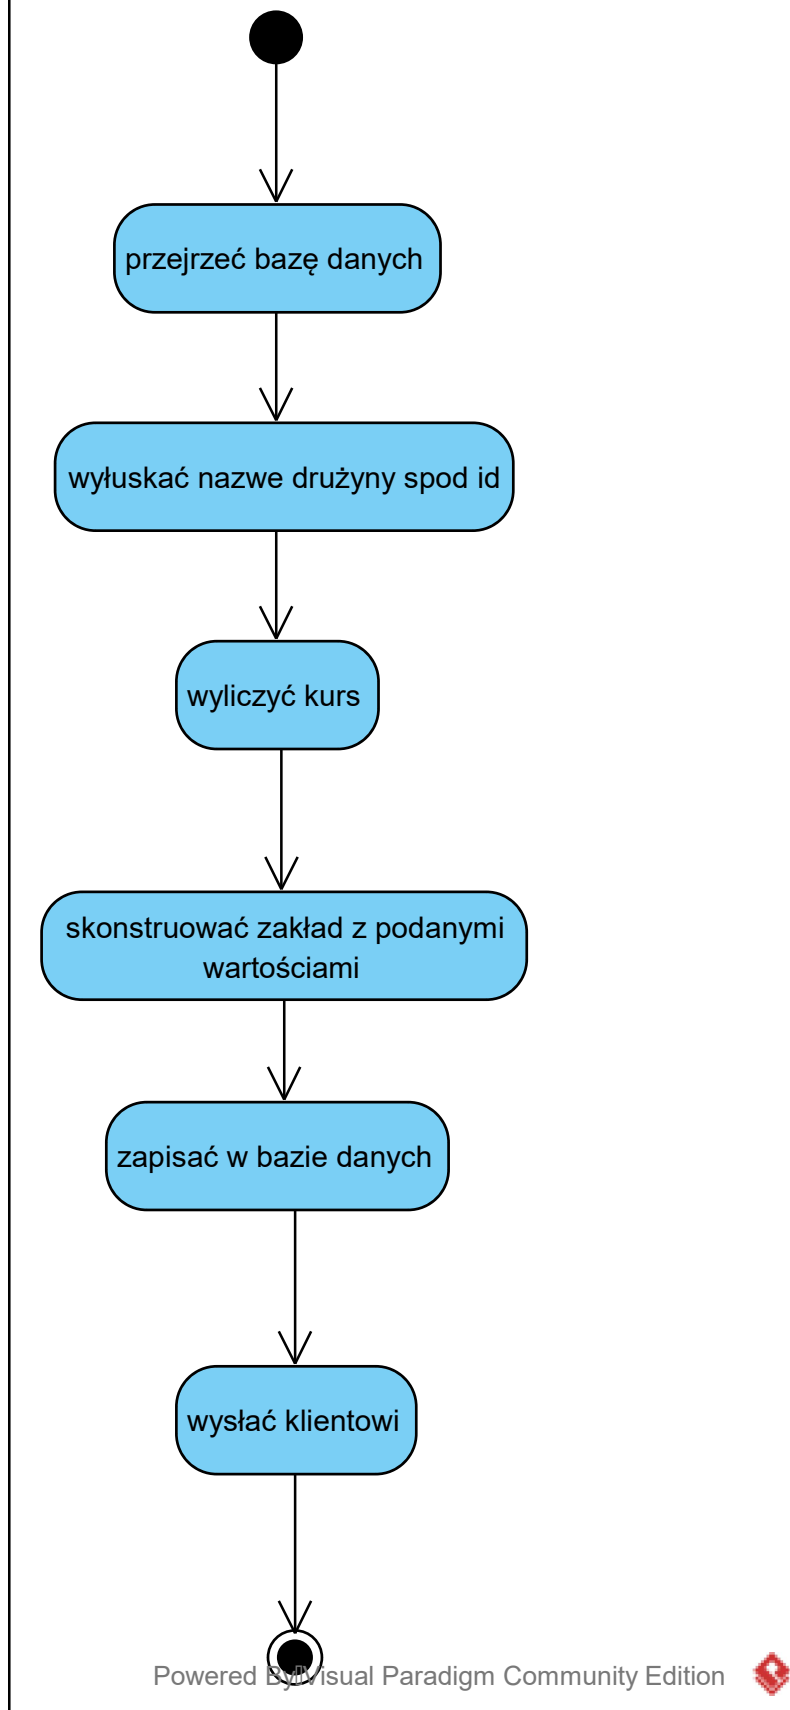 przejrzeć bazę danych
wyłuskać nazwe drużyny spod id
wyliczyć kurs
skonstruować zakład z podanymi
wartościami
zapisać w bazie danych
wysłać klientowi
Powered By Visual Paradigm Community Edition